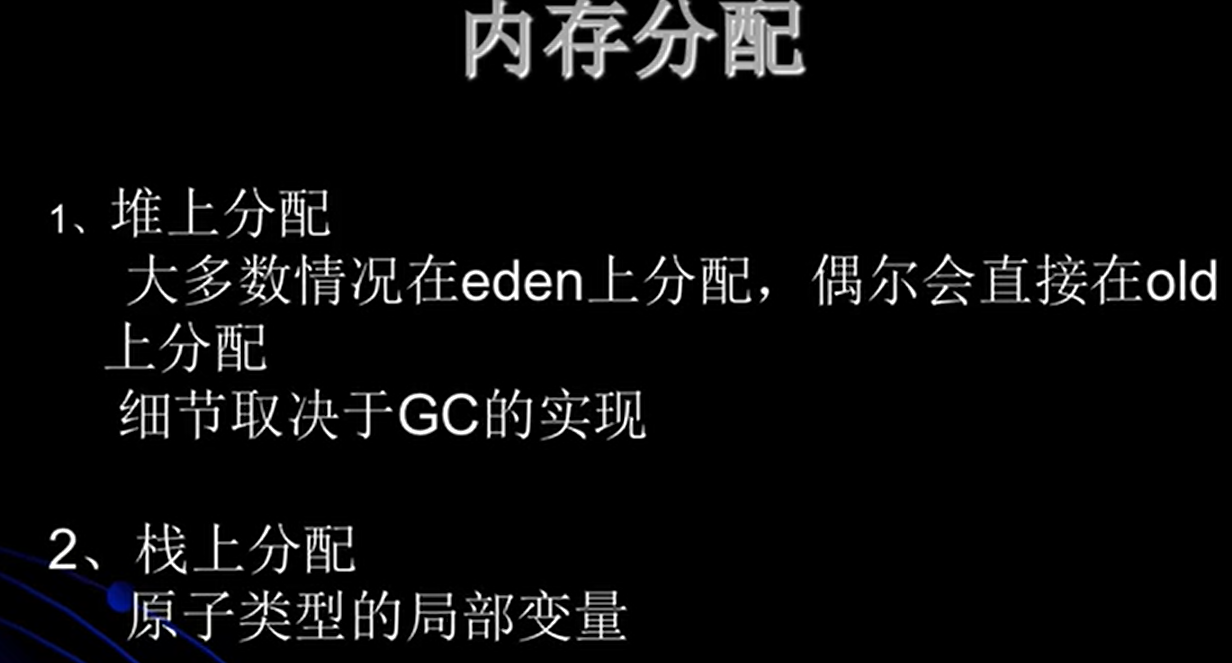 内存分配
1、堆上分配
大多数情况在eden上分配，偶尔会直接在old
上分配
细节取决于GC的实现
2、栈上分配
原子类型的局部变量